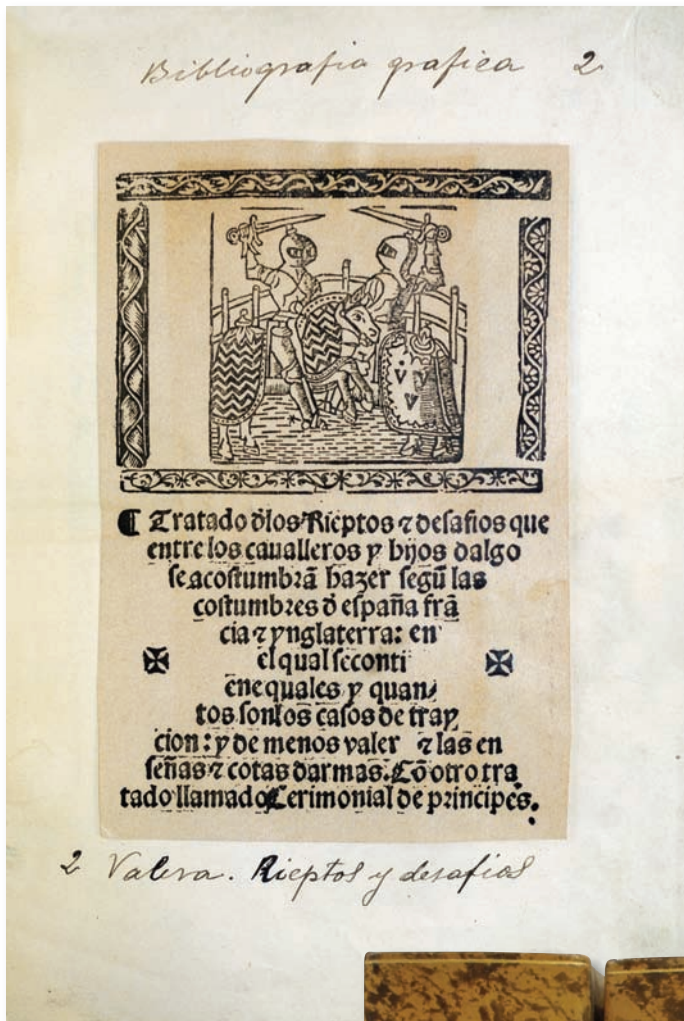 Bibliografia grafica 2
¶ Tratado dłos Rieptos ⁊ desafios que
entre los caualleros y hijos dalgo
se acostumbrã hazer segũ las
costumbres d̓ españa frã
cia ⁊ ynglaterra: en
el qual se conti
ene quales y quan⸗
tos son los casos de tray
cion: y de menos valer ⁊ las en
señas ⁊ cotas darmas. Cõ otro tra
tado llamado Cerimonial de principes.
2 Valera. Rieptos y desafios